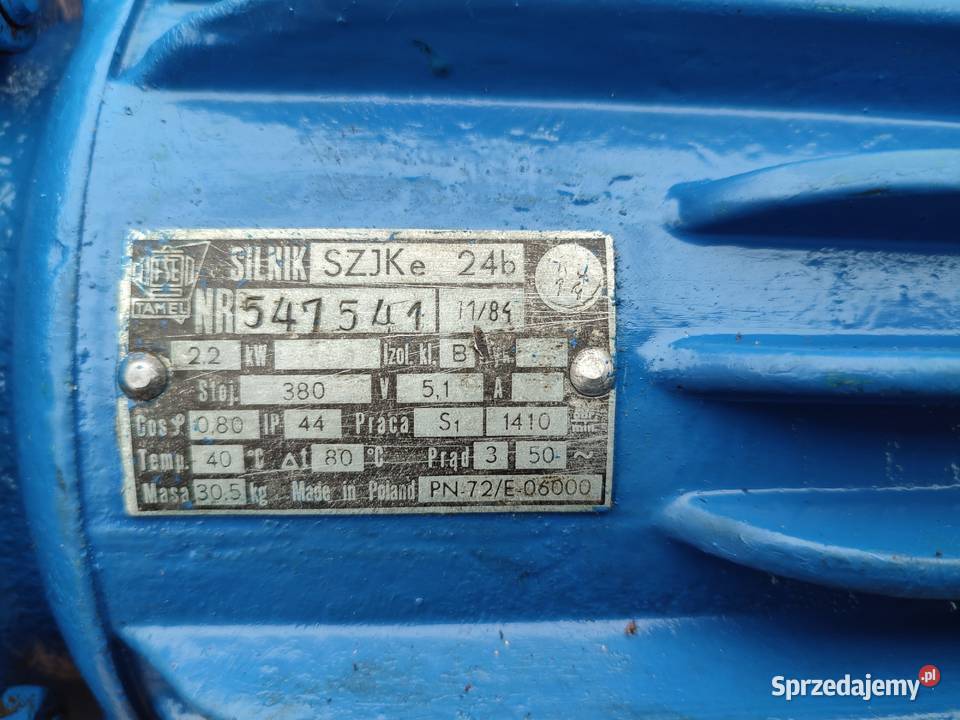 TAMEL
SILNIK SZJKe 24b
NR 547541 11/84
2.2 kW Izol kl. B
Stoj. 380 V 5,1 A
Cos φ 0,80 IP 44 Praca S1 1410 obr/min
Temp. 40 °C Δt 80 °C Prąd 3 50 ~
Masa 30.5 kg Made in Poland PN-72/E-06000
Sprzedajemy.pl